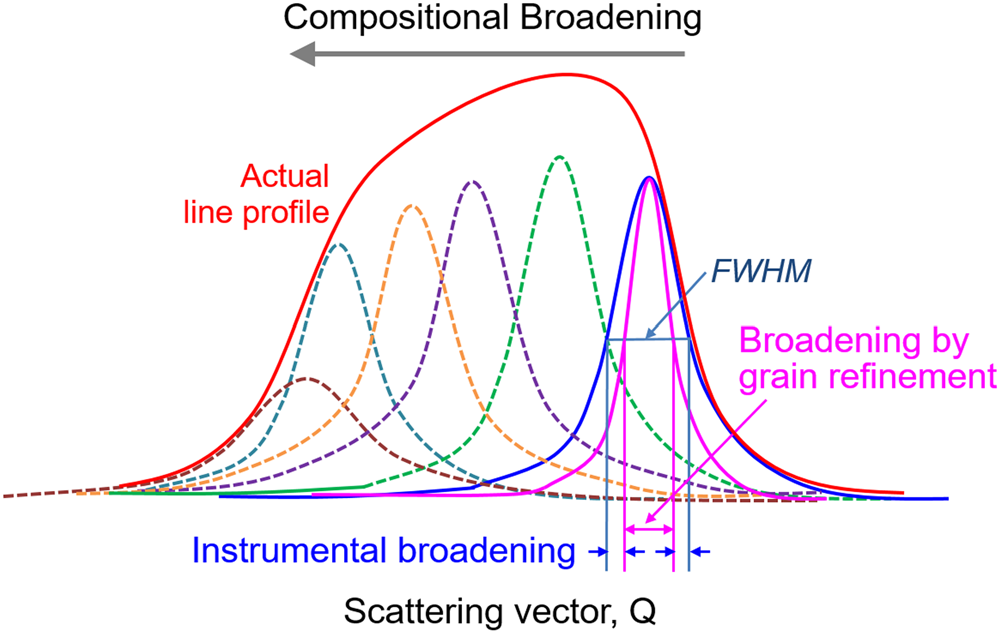 Compositional Broadening
Actual
line profile
FWHM
Broadening by
grain refinement
Instrumental broadening
Scattering vector, Q